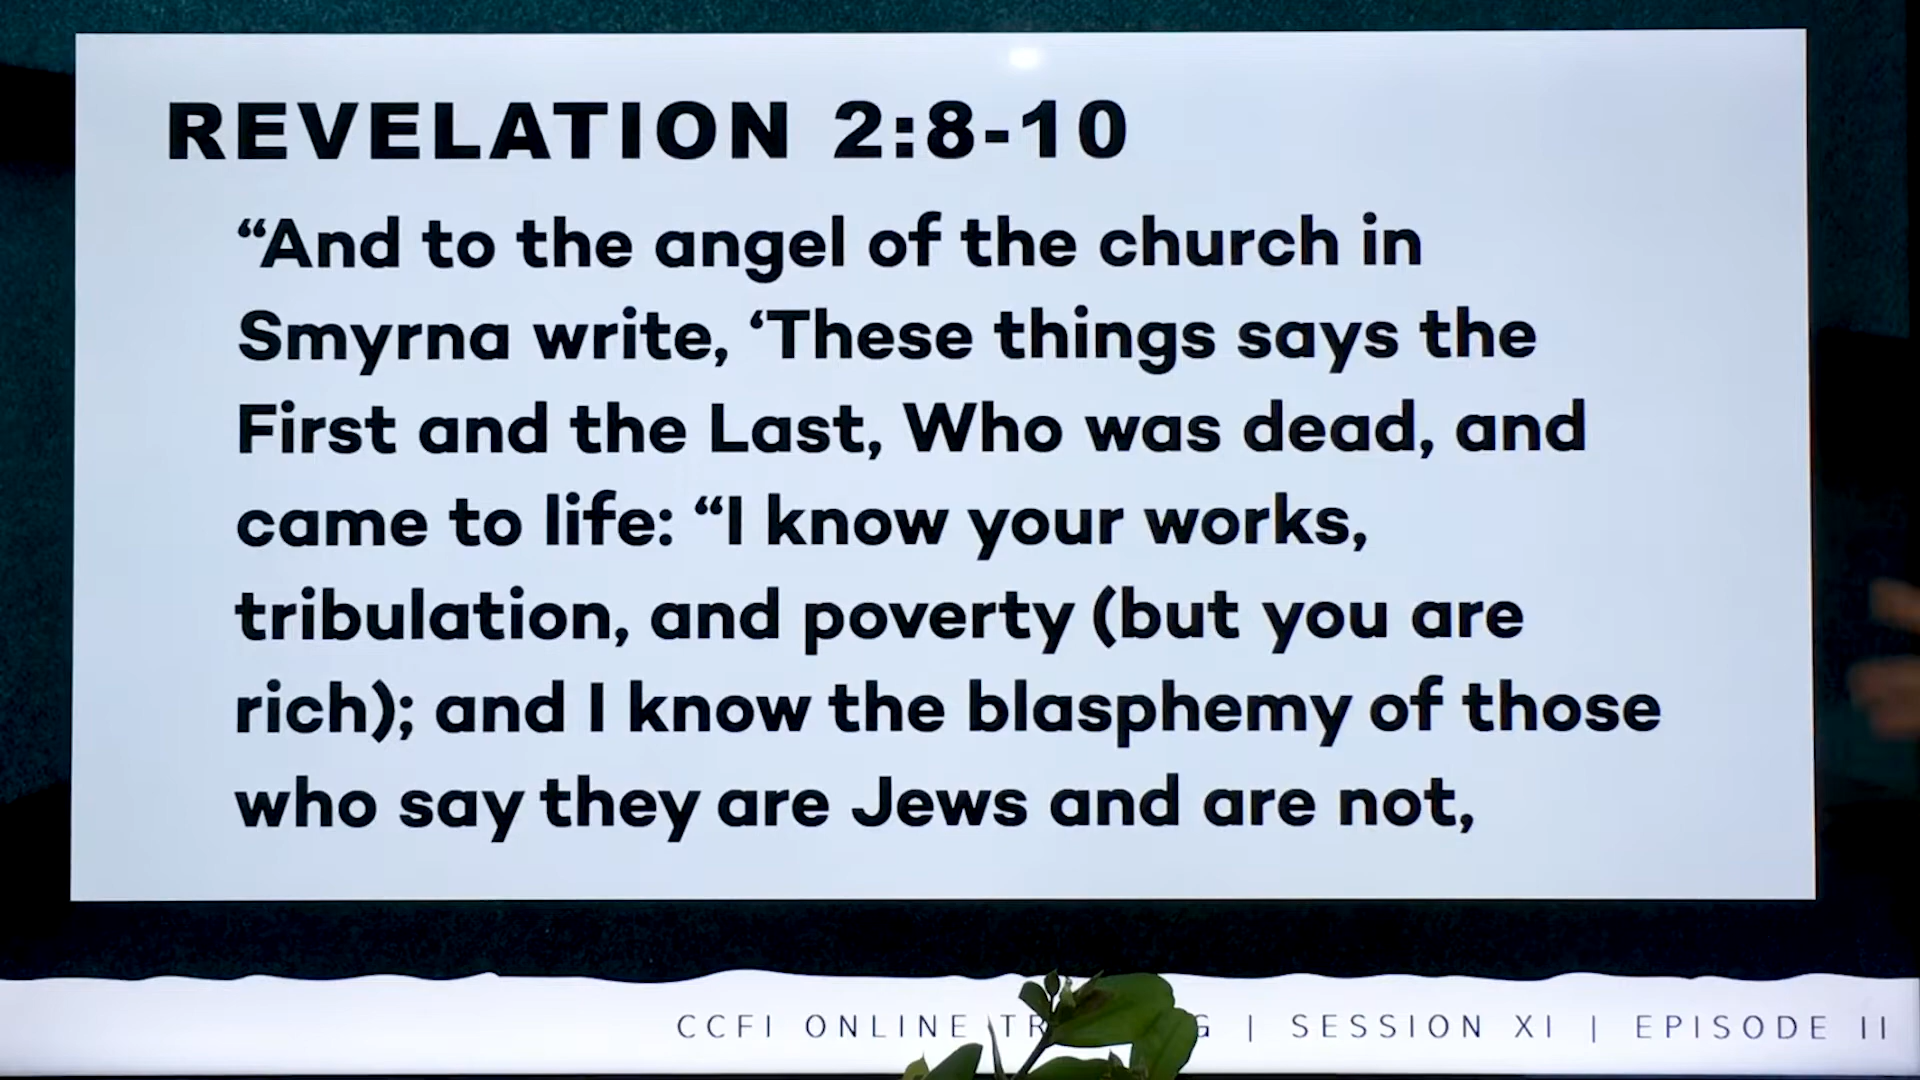 REVELATION 2:8-10
“And to the angel of the church in
Smyrna write, ‘These things says the
First and the Last, Who was dead, and
came to life: “I know your works,
tribulation, and poverty (but you are
rich); and I know the blasphemy of those
who say they are Jews and are not,
CCFI ONLINE | SESSION XI | EPISODE II